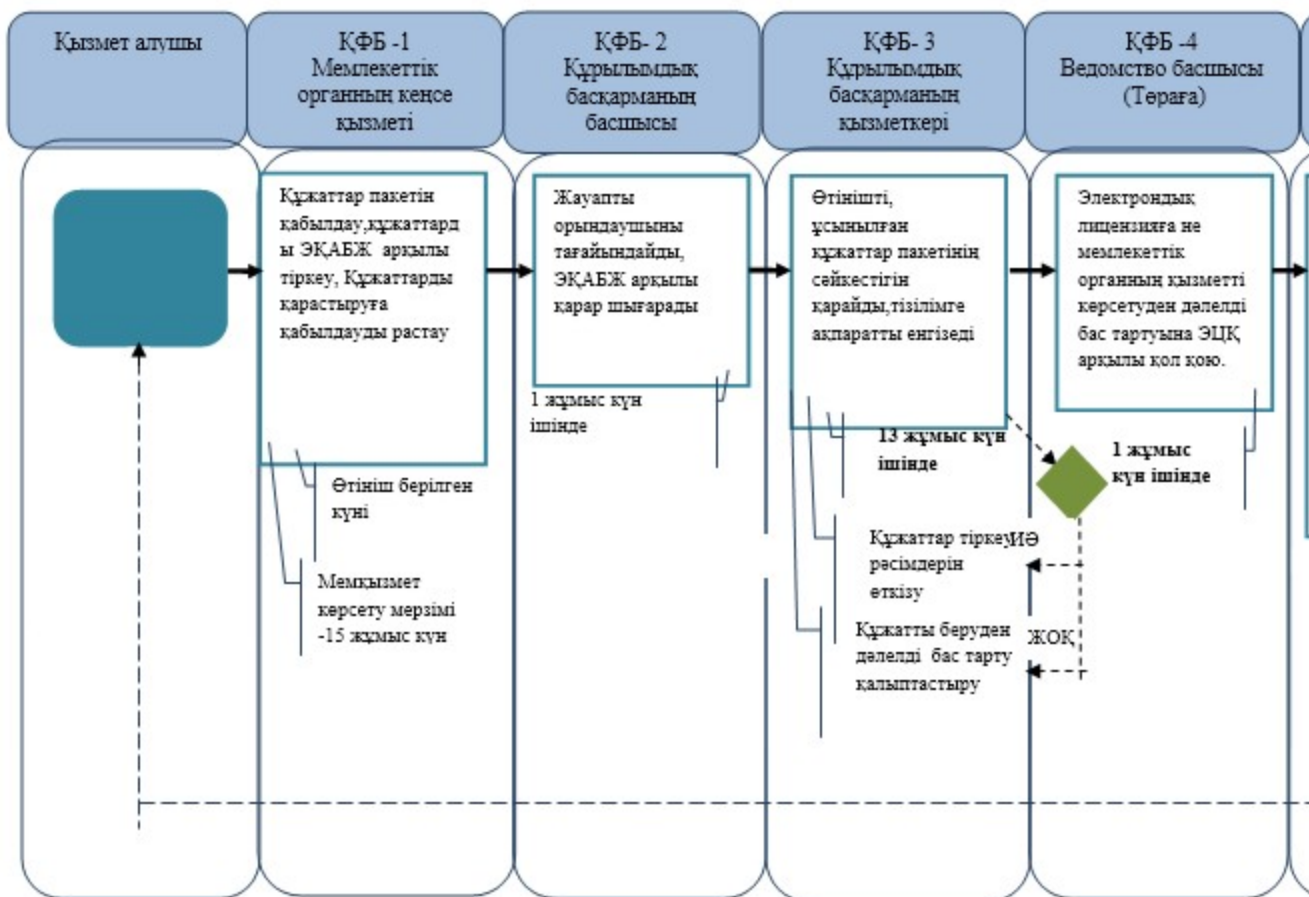 Қызмет алушы
ҚФБ -1
Мемлекеттік
органның кеңсе
қызметі
ҚФБ- 2
Құрылымдық
басқарманың
басшысы
ҚФБ- 3
Құрылымдық
басқарманың
қызметкері
ҚФБ -4
Ведомство басшысы
(Төраға)
Құжаттар пакетін
қабылдау,құжаттард
ы ЭҚАБЖ арқылы
тіркеу, Құжаттарды
қарастыруға
қабылдауды растау
Жауапты
орындаушыны
тағайындайды,
ЭҚАБЖ арқылы
қарар шығарады
Өтінішті,
ұсынылған
құжаттар пакетінің
сәйкестігін
қарайды,тізілімге
ақпаратты енгізеді
Электрондық
лицензияға не
мемлекеттік
органның қызметті
көрсетуден дәлелді
бас тартуына ЭЦҚ
арқылы қол қою.
1 жұмыс күн
ішінде
13 жұмыс күн
ішінде
1 жұмыс
күн ішінде
Өтініш берілген
күні
Мемқызмет
көрсету мерзімі
-15 жұмыс күн
Құжаттар тіркеу
рәсімдерін
өткізу
ИӘ
Құжатты беруден
дәлелді бас тарту
қалыптастыру
ЖОҚ